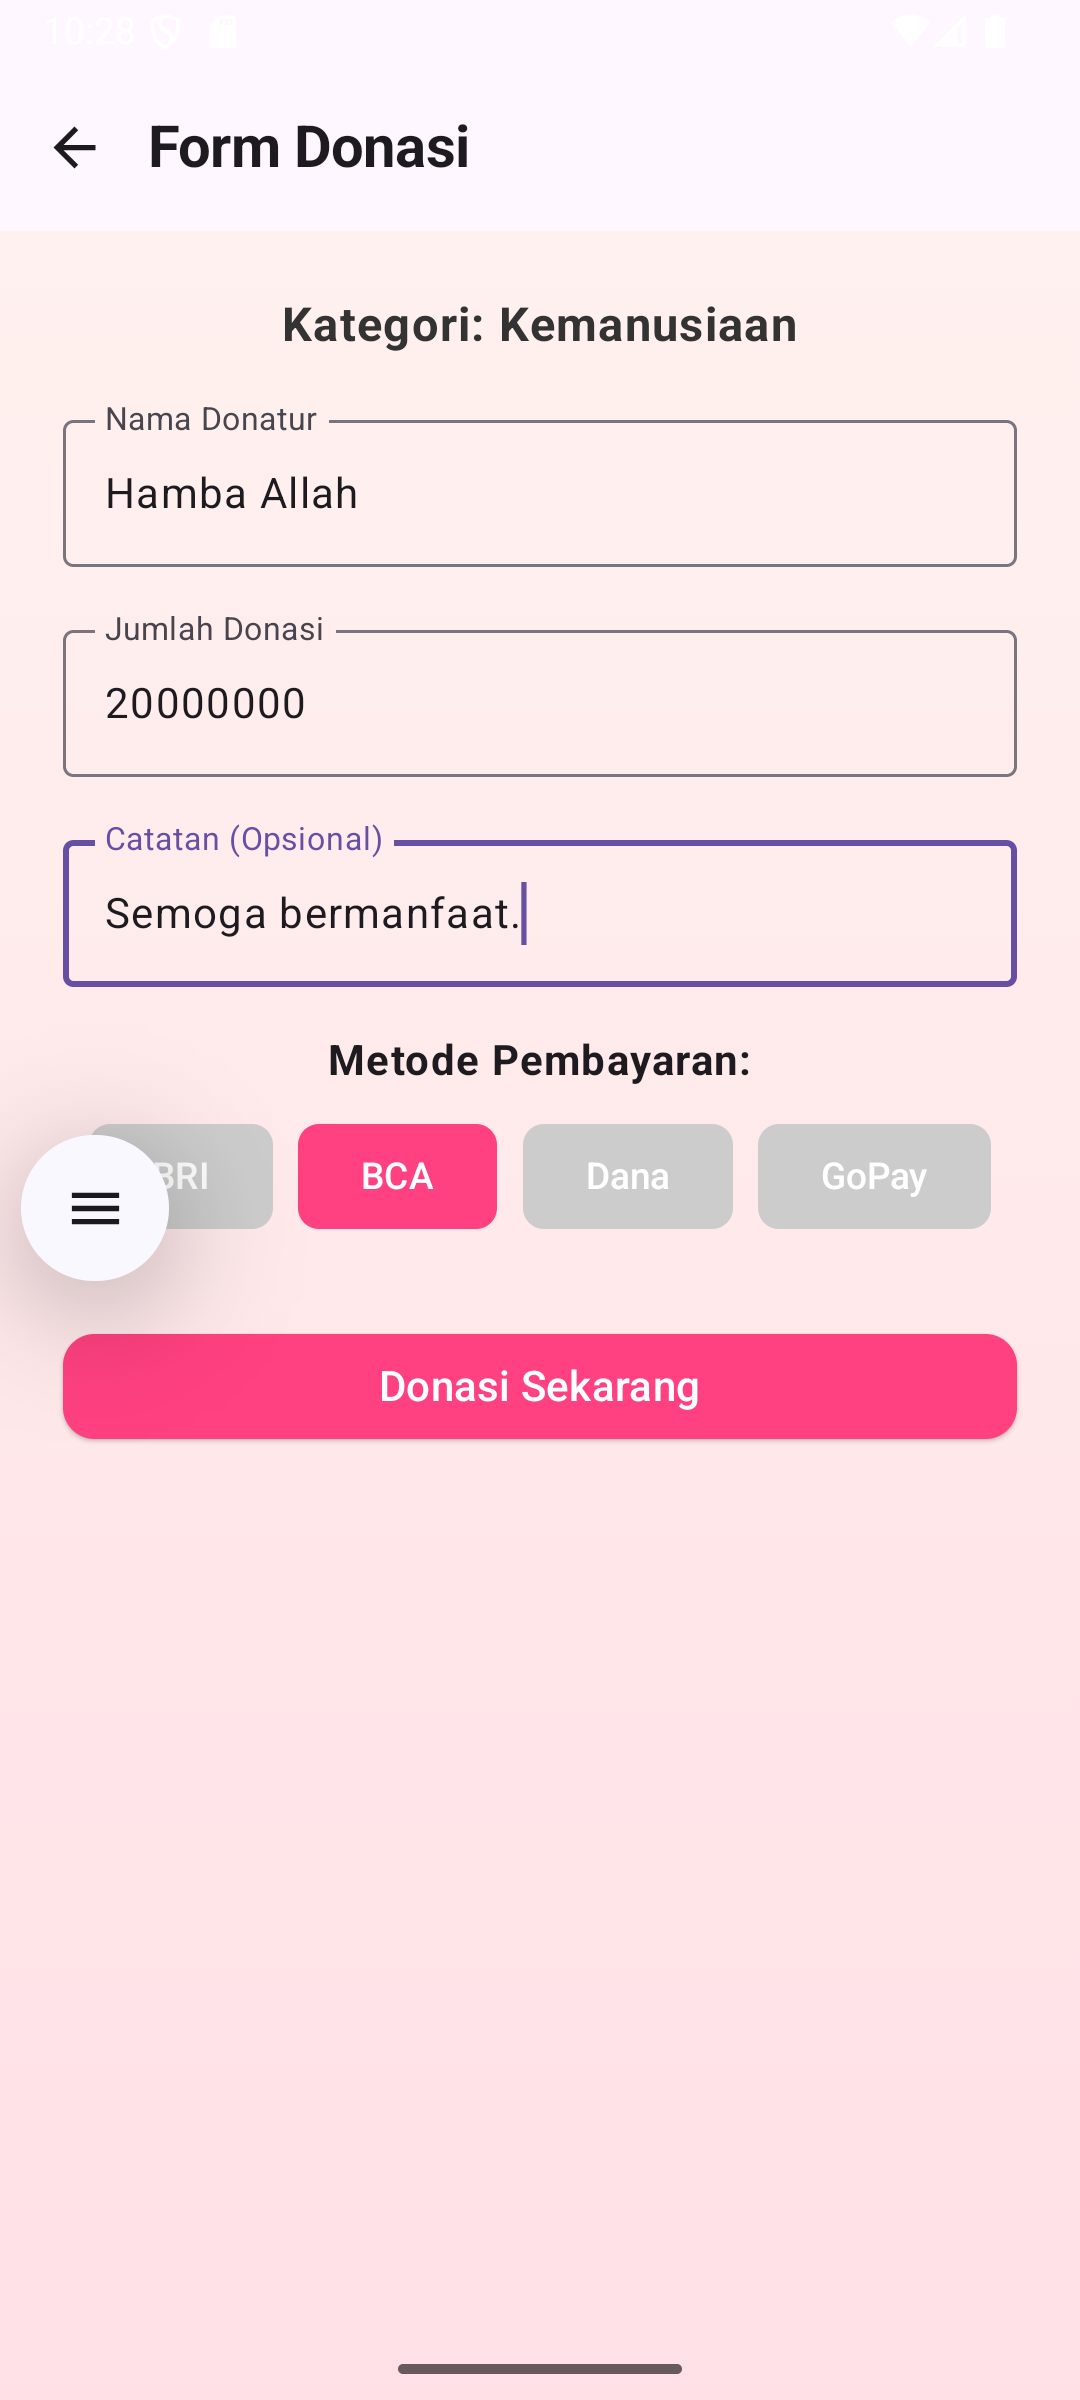 10:28
Form Donasi
Kategori: Kemanusiaan
Nama Donatur
Hamba Allah
Jumlah Donasi
20000000
Catatan (Opsional)
Semoga bermanfaat.
Metode Pembayaran:
BRI BCA Dana GoPay
Donasi Sekarang